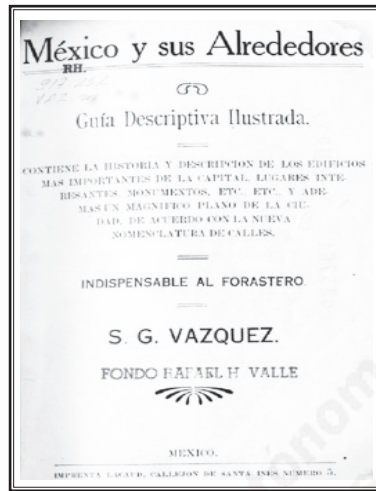 México y sus Alrededores
RH.
Guía Descriptiva Ilustrada.
CONTIENE LA HISTORIA Y DESCRIPCION DE LOS EDIFICIOS
MAS IMPORTANTES DE LA CAPITAL, LUGARES INTE-
RESANTES, MONUMENTOS, ETC., ETC., Y ADE-
MAS UN MAGNIFICO PLANO DE LA CIU-
DAD, DE ACUERDO CON LA NUEVA
NOMENCLATURA DE CALLES.
INDISPENSABLE AL FORASTERO.
S. G. VAZQUEZ.
FONDO RAFAEL H VALLE
MEXICO.
IMPRENTA LACAUD, CALLEJON DE SANTA INES NUMERO 5.